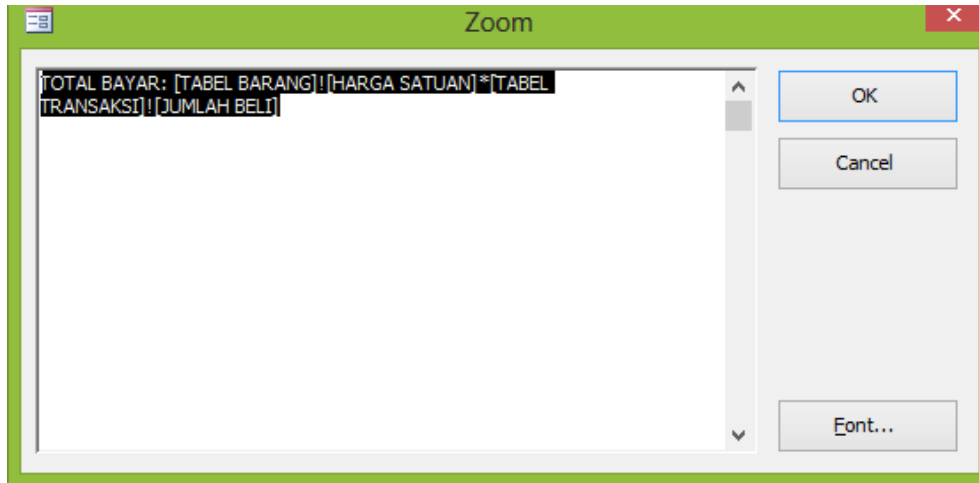 Zoom
TOTAL BAYAR: [TABEL BARANG]![HARGA SATUAN]*[TABEL
TRANSAKSI]![JUMLAH BELI]
OK
Cancel
Font...